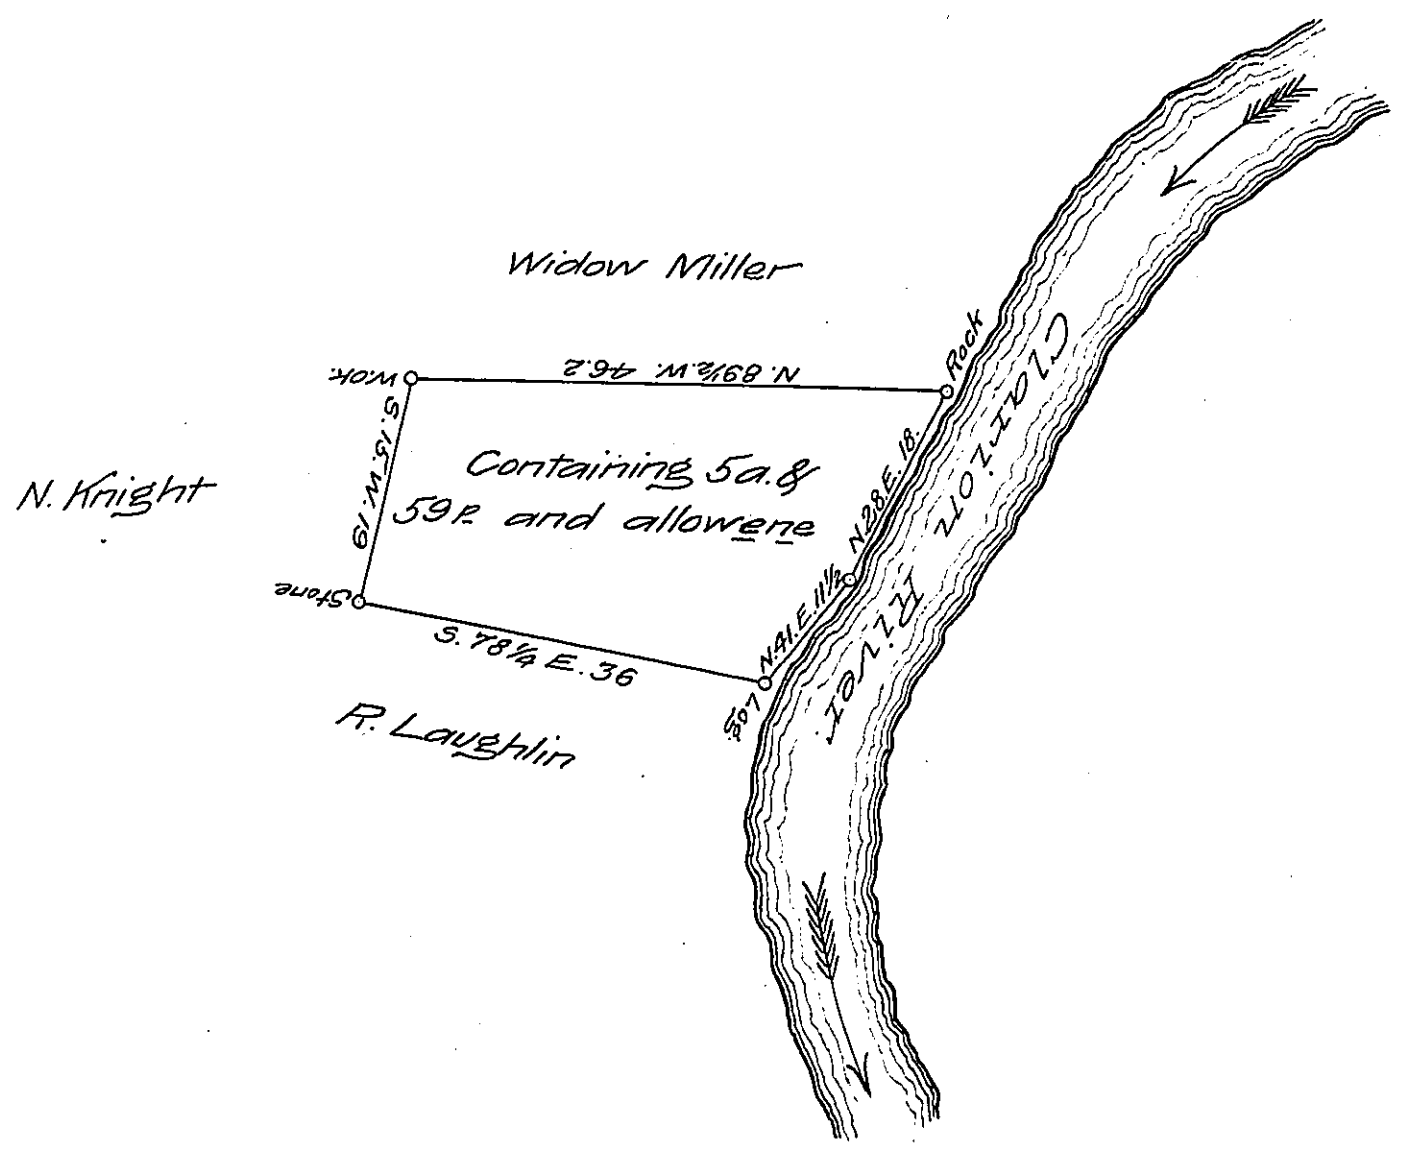 Widow Miller
Rock
N. 89½. W. 46.2
W.ok.
S. 15. W. 19
N. Knight
Containing 5a. &
59 P. and allowene
N. 28. E. 18.
Clarion River
Stone
N. 41. E. 11½
S. 78¼ E. 36
Log.
R. Laughlin